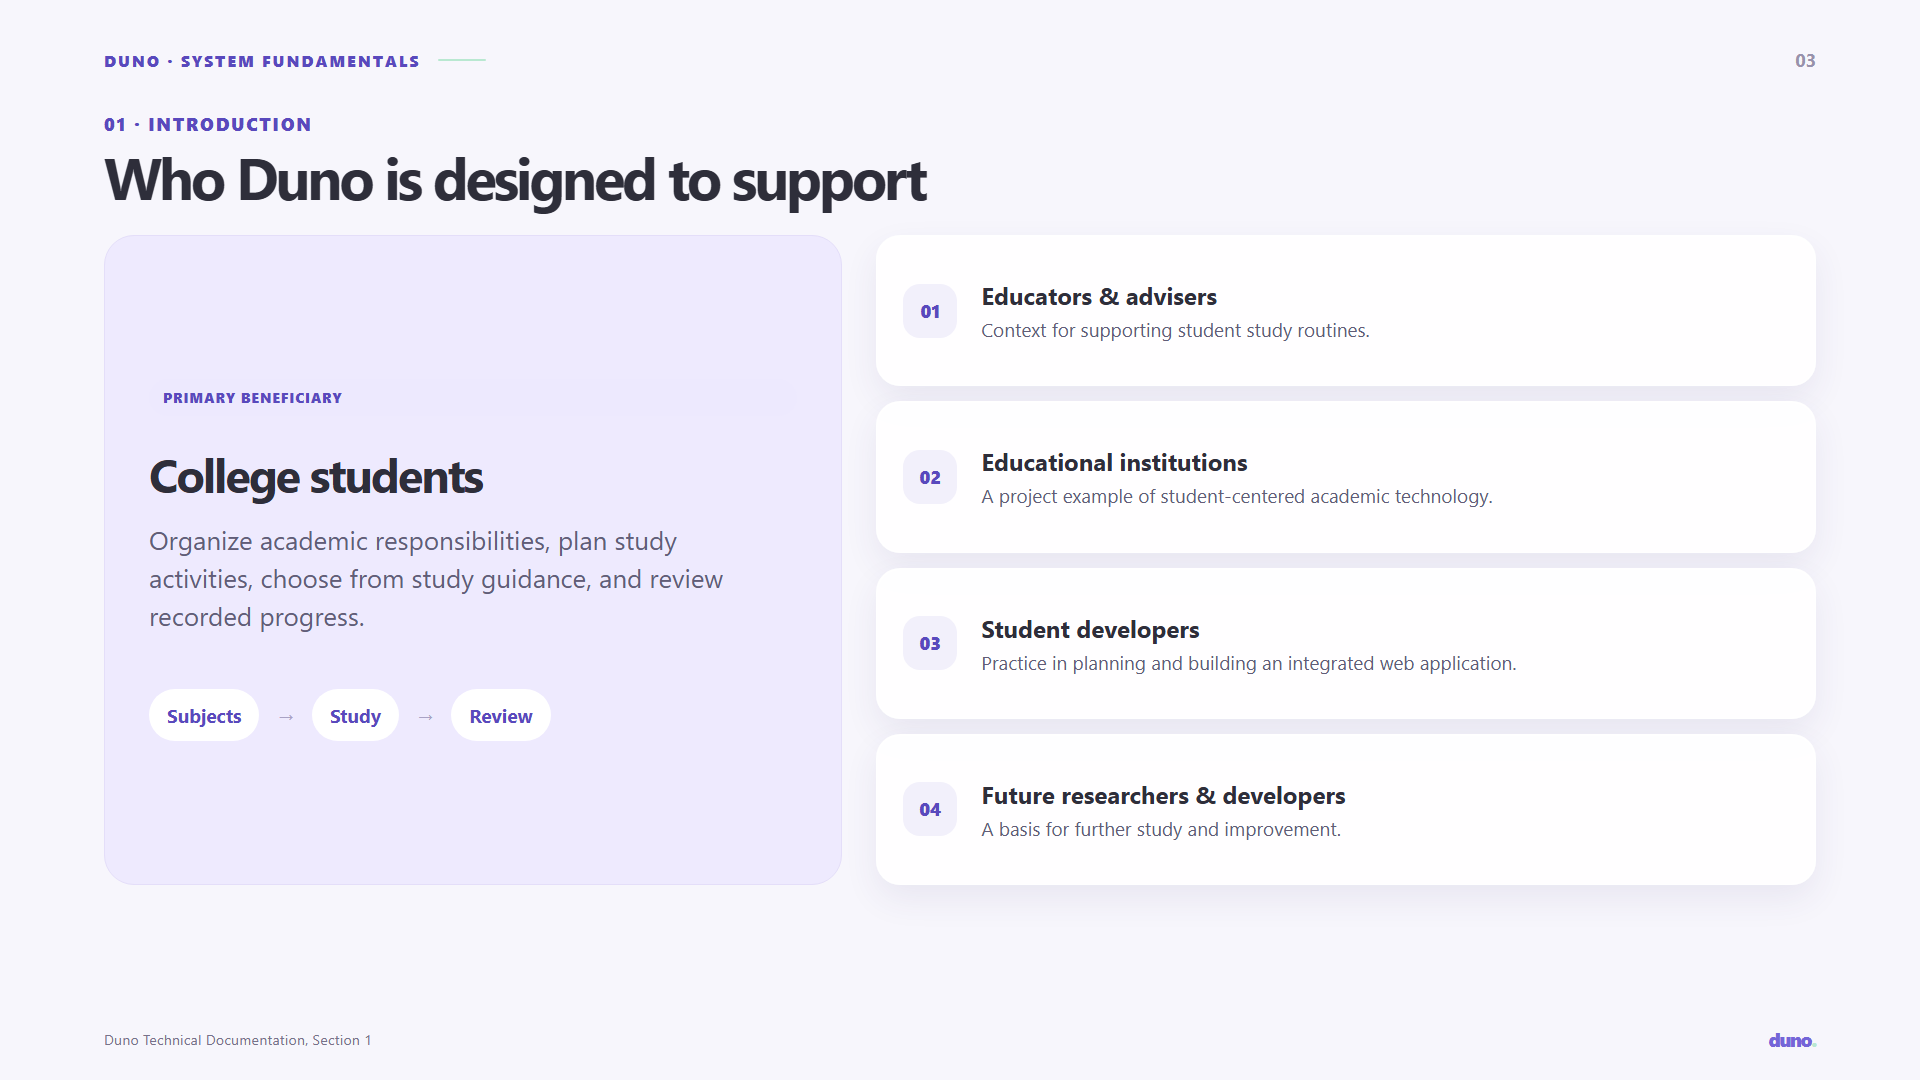 DUNO · SYSTEM FUNDAMENTALS
03
01 · INTRODUCTION
Who Duno is designed to support
PRIMARY BENEFICIARY
College students
Organize academic responsibilities, plan study
activities, choose from study guidance, and review
recorded progress.
Subjects → Study → Review
01
Educators & advisers
Context for supporting student study routines.
02
Educational institutions
A project example of student-centered academic technology.
03
Student developers
Practice in planning and building an integrated web application.
04
Future researchers & developers
A basis for further study and improvement.
Duno Technical Documentation, Section 1
duno.